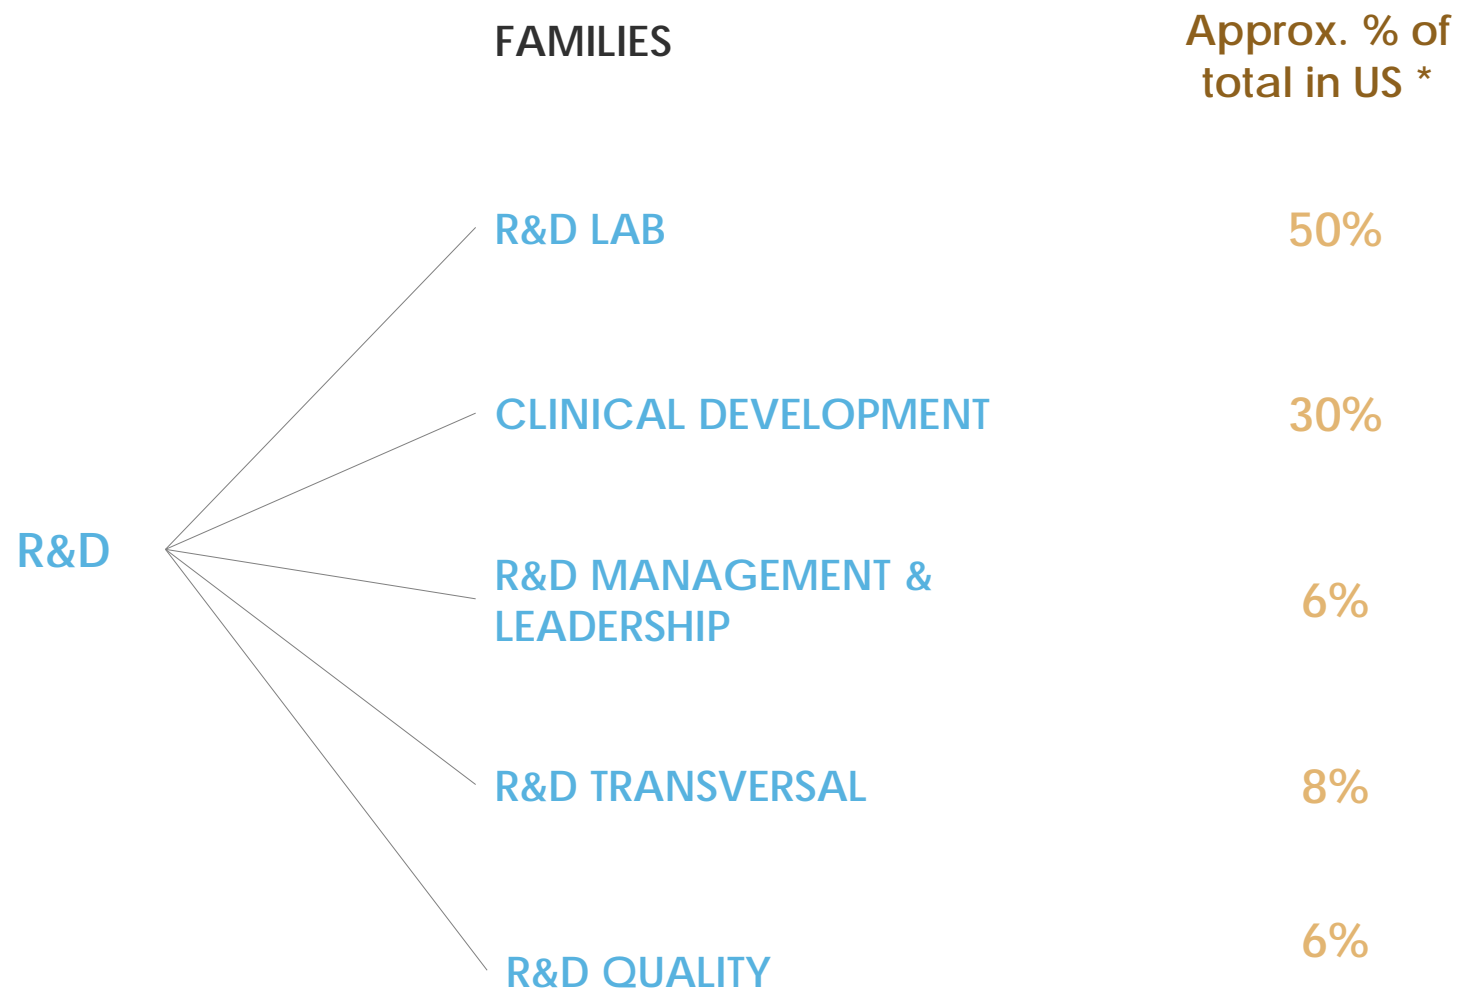 FAMILIES
Approx. % of
total in US *
R&D LAB
50%
CLINICAL DEVELOPMENT
30%
R&D
R&D MANAGEMENT &
LEADERSHIP
6%
R&D TRANSVERSAL
8%
R&D QUALITY
6%